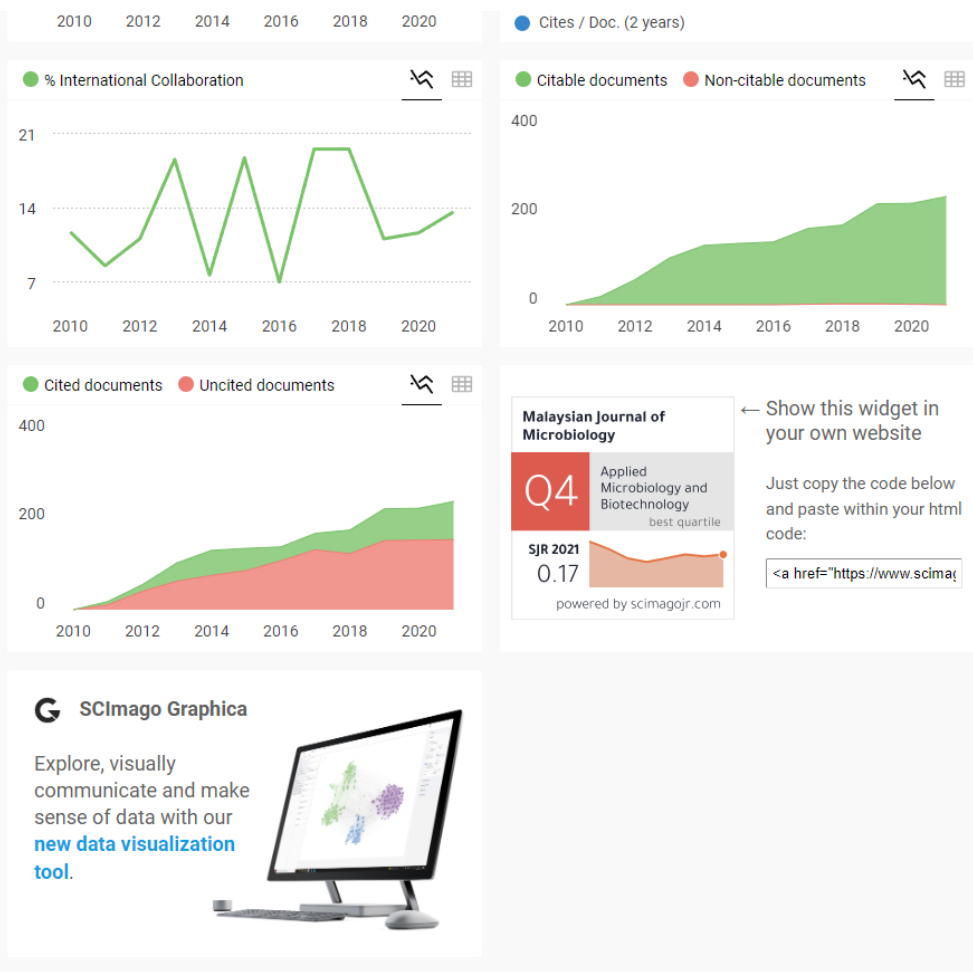 2010 2012 2014 2016 2018 2020
Cites / Doc. (2 years)
% International Collaboration
21
14
7
2010 2012 2014 2016 2018 2020
Citable documents Non-citable documents
400
200
0
2010 2012 2014 2016 2018 2020
Cited documents Uncited documents
400
200
0
2010 2012 2014 2016 2018 2020
Malaysian Journal of
Microbiology
Q4
Applied
Microbiology and
Biotechnology
best quartile
SJR 2021
0.17
powered by scimagojr.com
← Show this widget in
your own website
Just copy the code below
and paste within your html
code:
<a href="https://www.scimag
SCImago Graphica
Explore, visually
communicate and make
sense of data with our
new data visualization
tool.